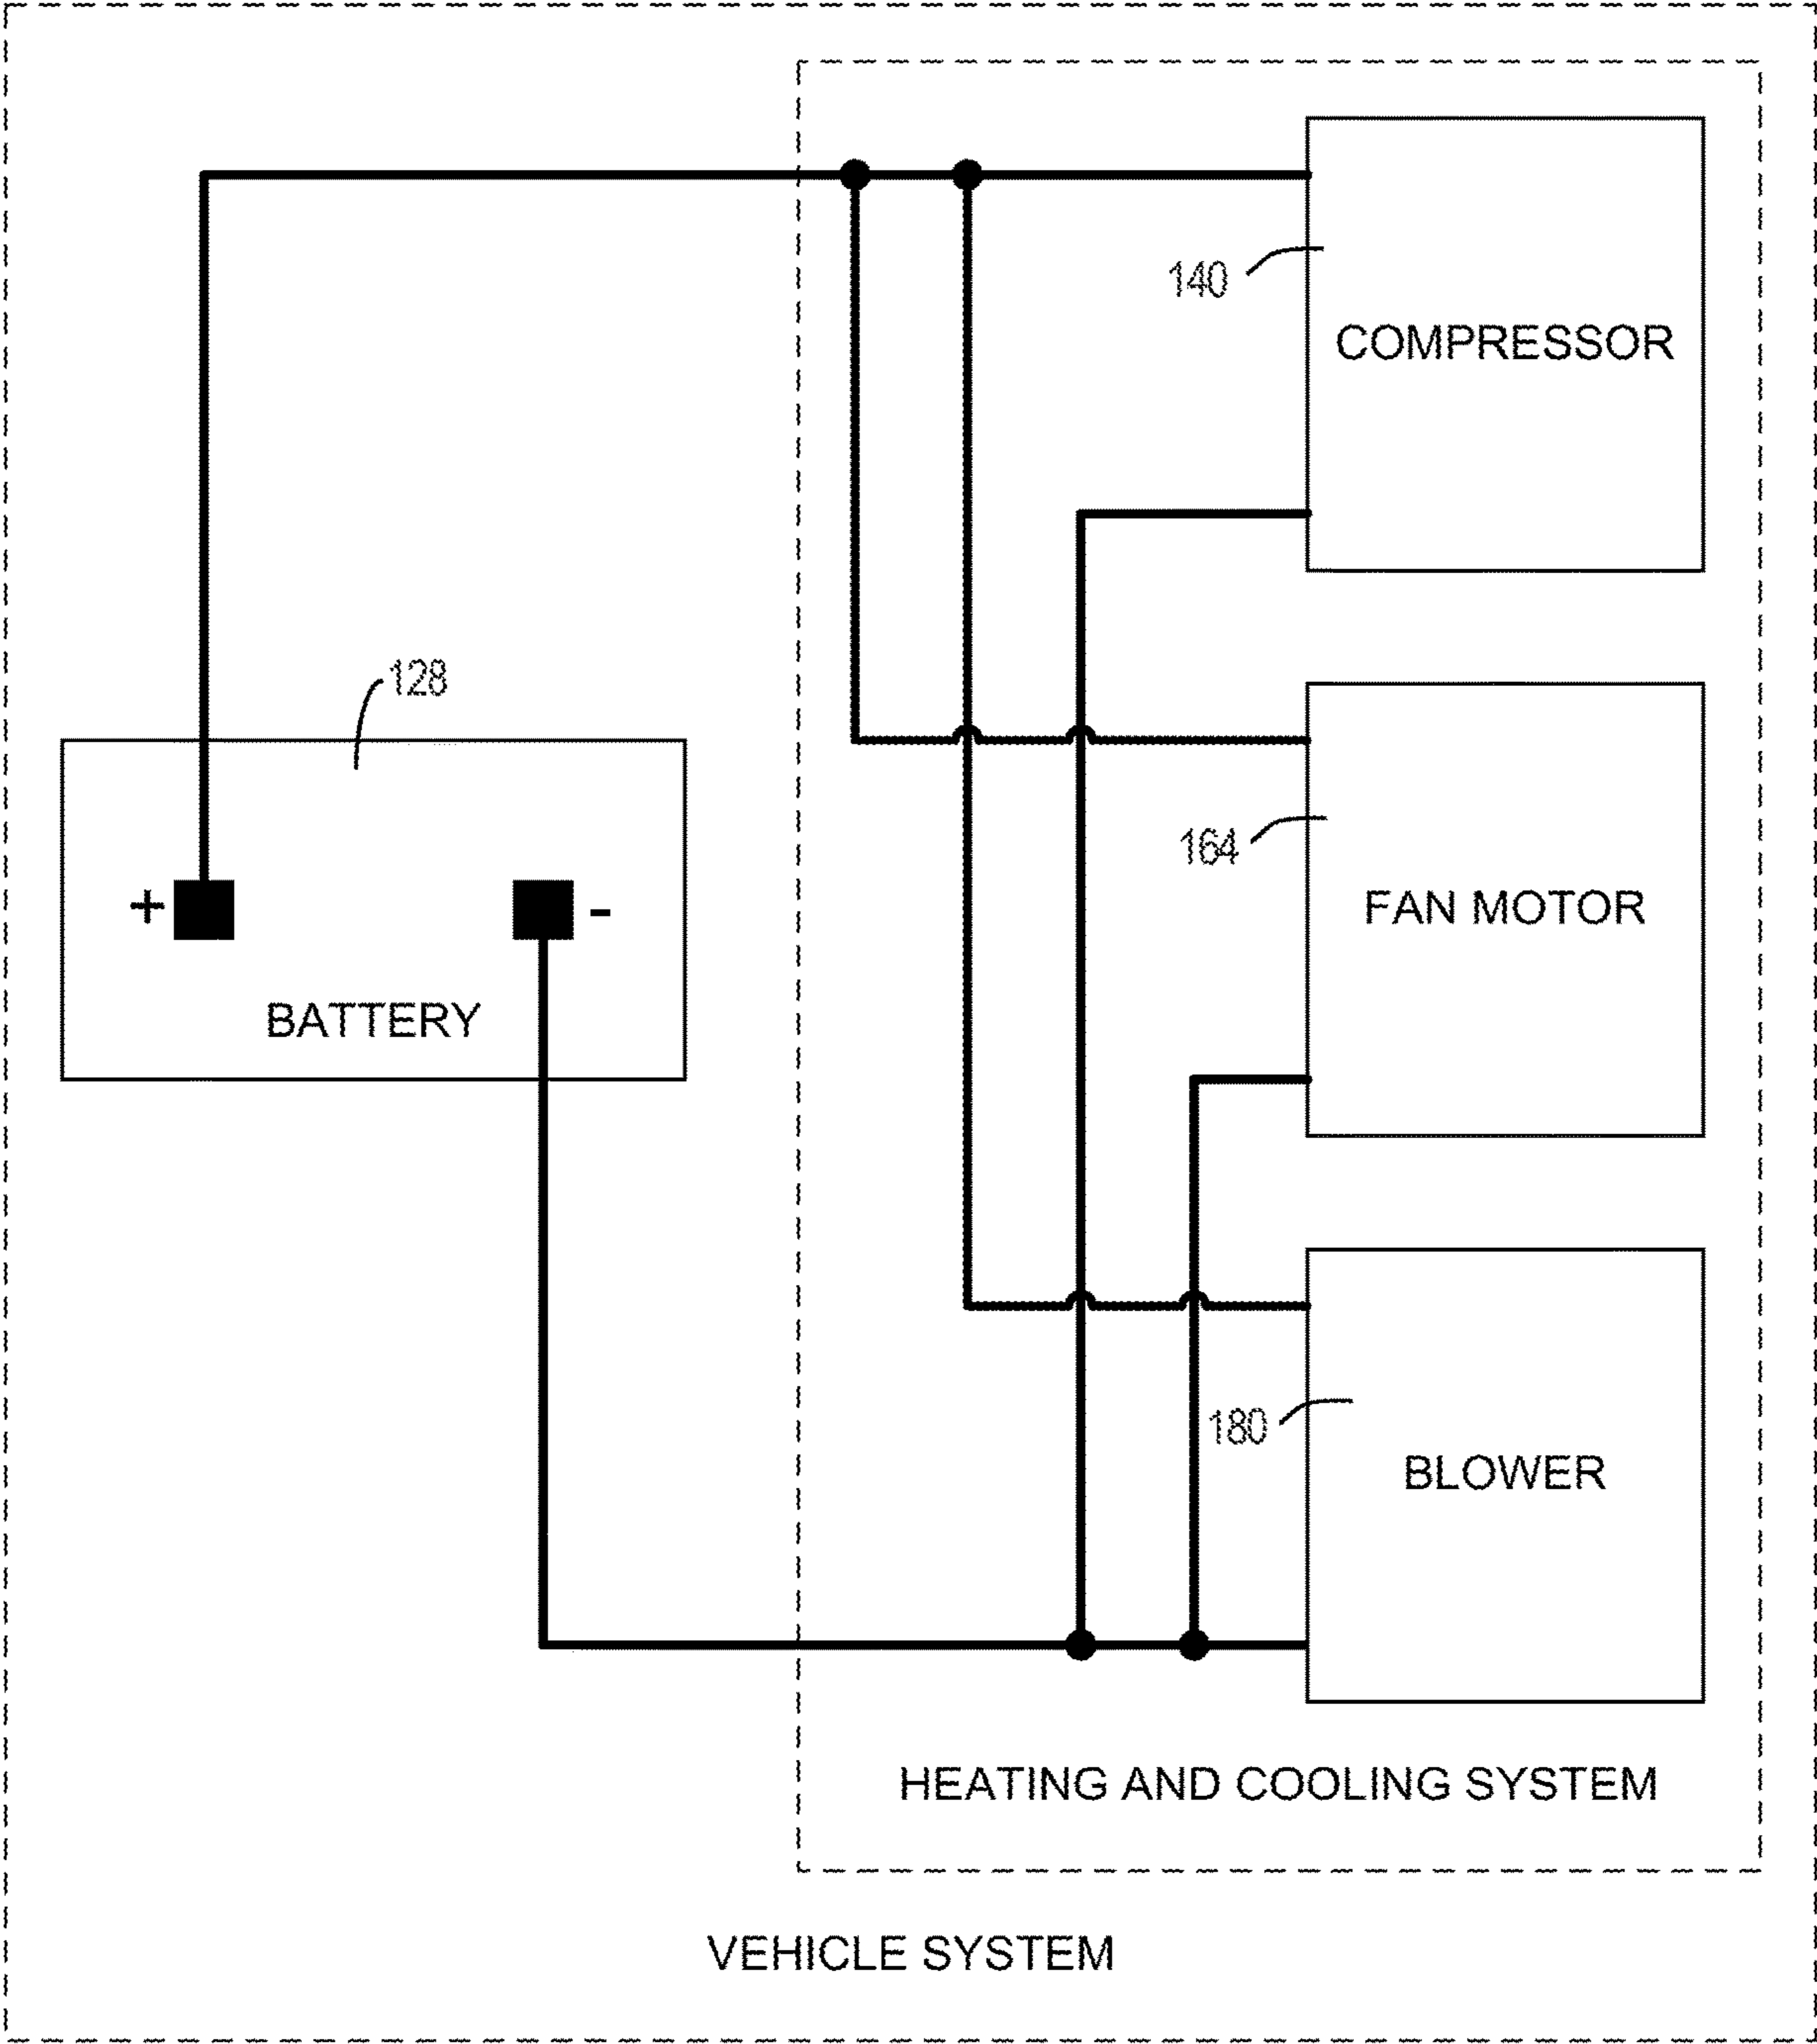 140
COMPRESSOR
128
164
FAN MOTOR
+
-
BATTERY
180
BLOWER
HEATING AND COOLING SYSTEM
VEHICLE SYSTEM